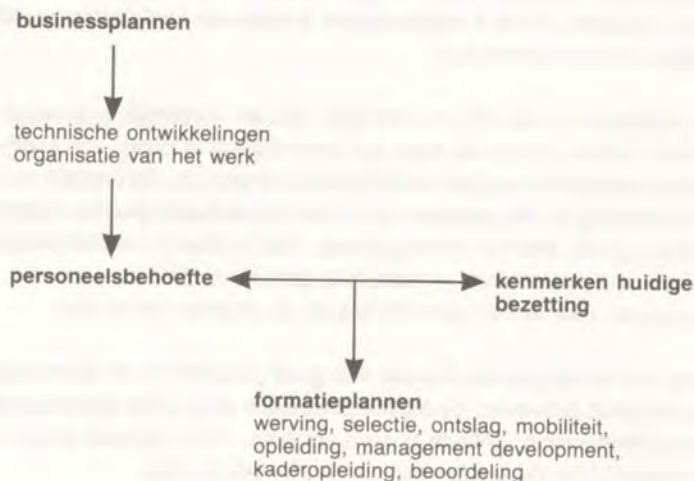 businessplannen
technische ontwikkelingen
organisatie van het werk
personeelsbehoefte
kenmerken huidige
bezetting
formatieplannen
werving, selectie, ontslag, mobiliteit,
opleiding, management development,
kaderopleiding, beoordeling